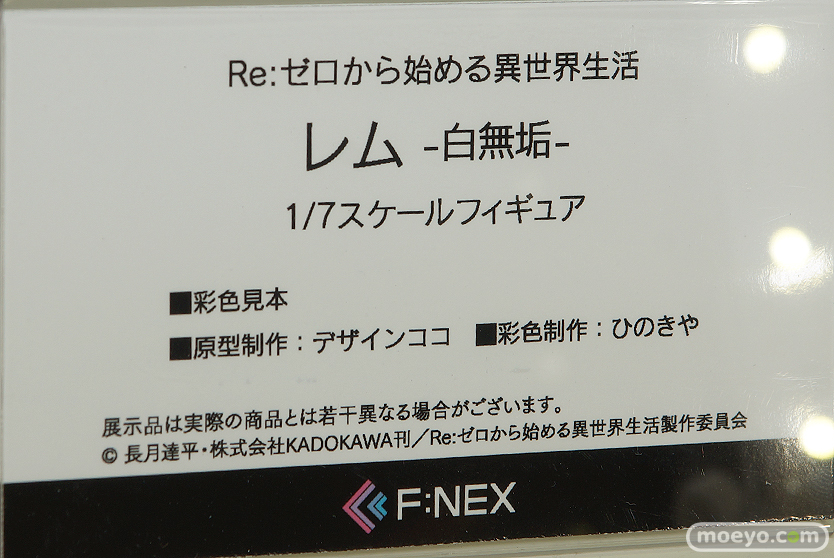 Re:ゼロから始める異世界生活
レム -白無垢-
1/7スケールフィギュア
■彩色見本
■原型制作：デザインココ ■彩色制作：ひのきや
展示品は実際の商品とは若干異なる場合がございます。
© 長月達平・株式会社KADOKAWA刊／Re:ゼロから始める異世界生活製作委員会
F:NEX
moeyo.com